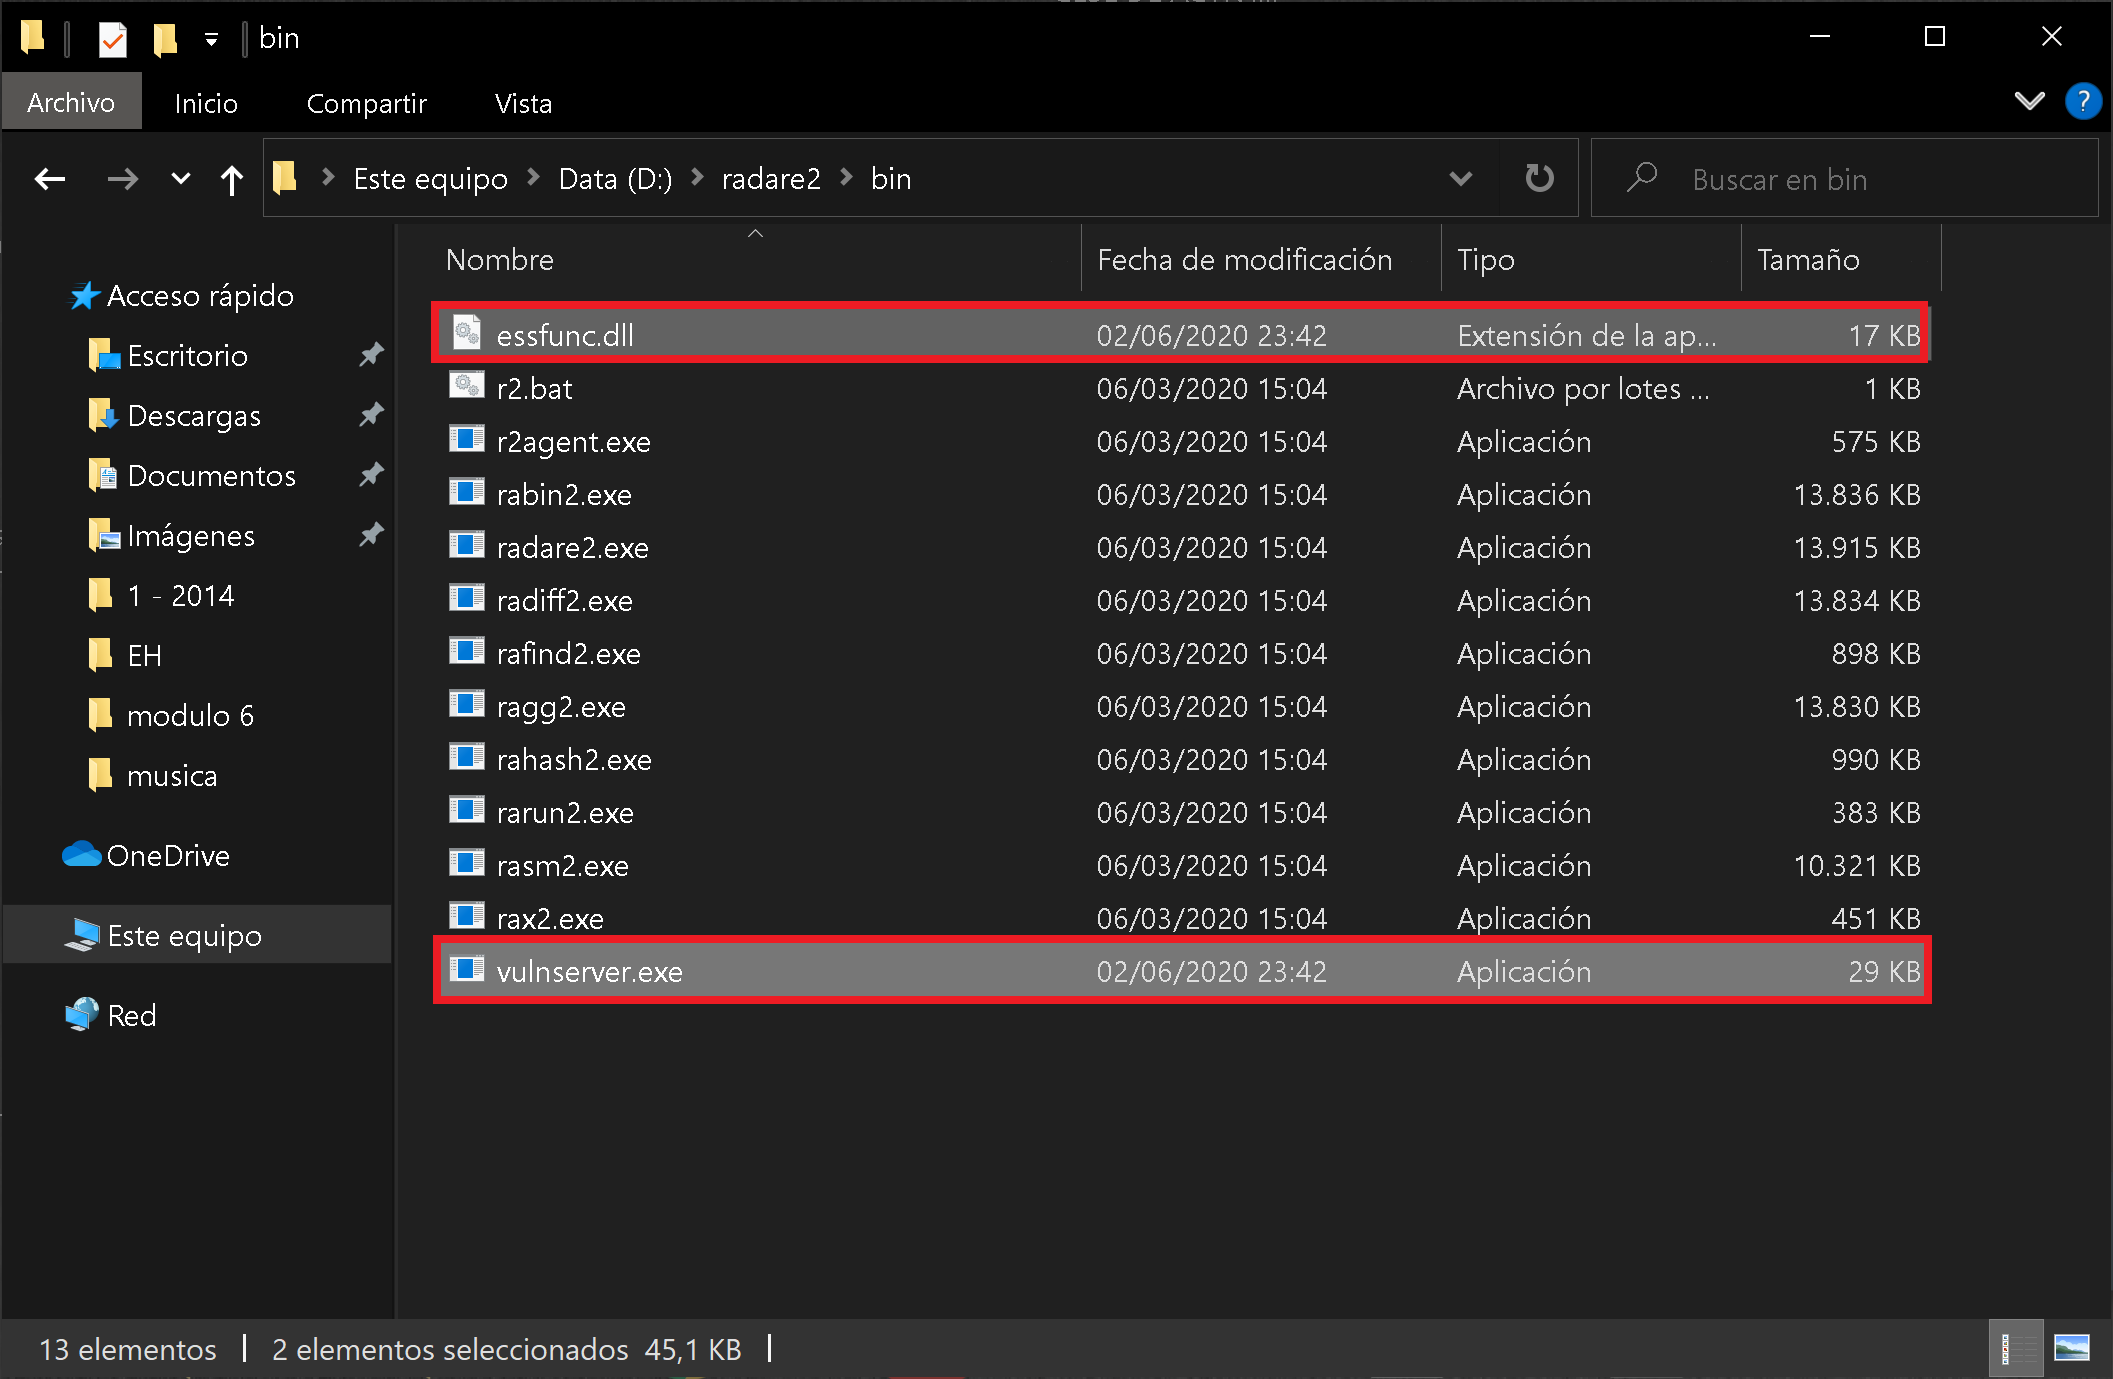 bin
Archivo Inicio Compartir Vista ?
Este equipo Data (D:) radare2 bin Buscar en bin
Nombre Fecha de modificación Tipo Tamaño
Acceso rápido
Escritorio
Descargas
Documentos
Imágenes
1 - 2014
EH
modulo 6
musica
OneDrive
Este equipo
Red
essfunc.dll 02/06/2020 23:42 Extensión de la ap... 17 KB
r2.bat 06/03/2020 15:04 Archivo por lotes ... 1 KB
r2agent.exe 06/03/2020 15:04 Aplicación 575 KB
rabin2.exe 06/03/2020 15:04 Aplicación 13.836 KB
radare2.exe 06/03/2020 15:04 Aplicación 13.915 KB
radiff2.exe 06/03/2020 15:04 Aplicación 13.834 KB
rafind2.exe 06/03/2020 15:04 Aplicación 898 KB
ragg2.exe 06/03/2020 15:04 Aplicación 13.830 KB
rahash2.exe 06/03/2020 15:04 Aplicación 990 KB
rarun2.exe 06/03/2020 15:04 Aplicación 383 KB
rasm2.exe 06/03/2020 15:04 Aplicación 10.321 KB
rax2.exe 06/03/2020 15:04 Aplicación 451 KB
vulnserver.exe 02/06/2020 23:42 Aplicación 29 KB
13 elementos 2 elementos seleccionados 45,1 KB